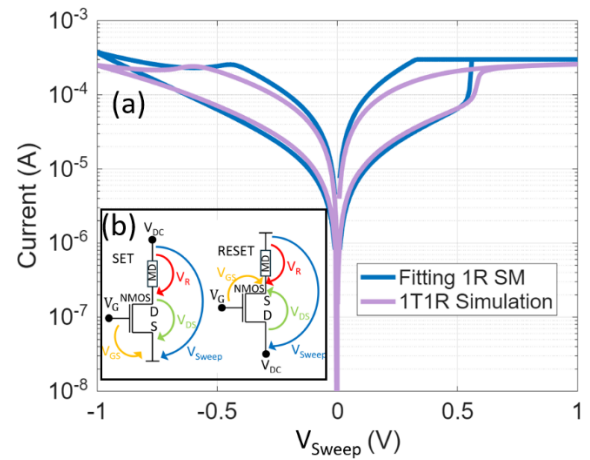 10⁻³
10⁻⁴
10⁻⁵
10⁻⁶
10⁻⁷
10⁻⁸
Current (A)
(a)
(b)
V_DC
SET
MD
V_R
V_G
NMOS
D
S
V_DS
V_GS
V_Sweep
RESET
MD
V_R
V_GS
V_G
NMOS
S
D
V_DS
V_Sweep
V_DC
Fitting 1R SM
1T1R Simulation
-1
-0.5
0
0.5
1
V_Sweep (V)